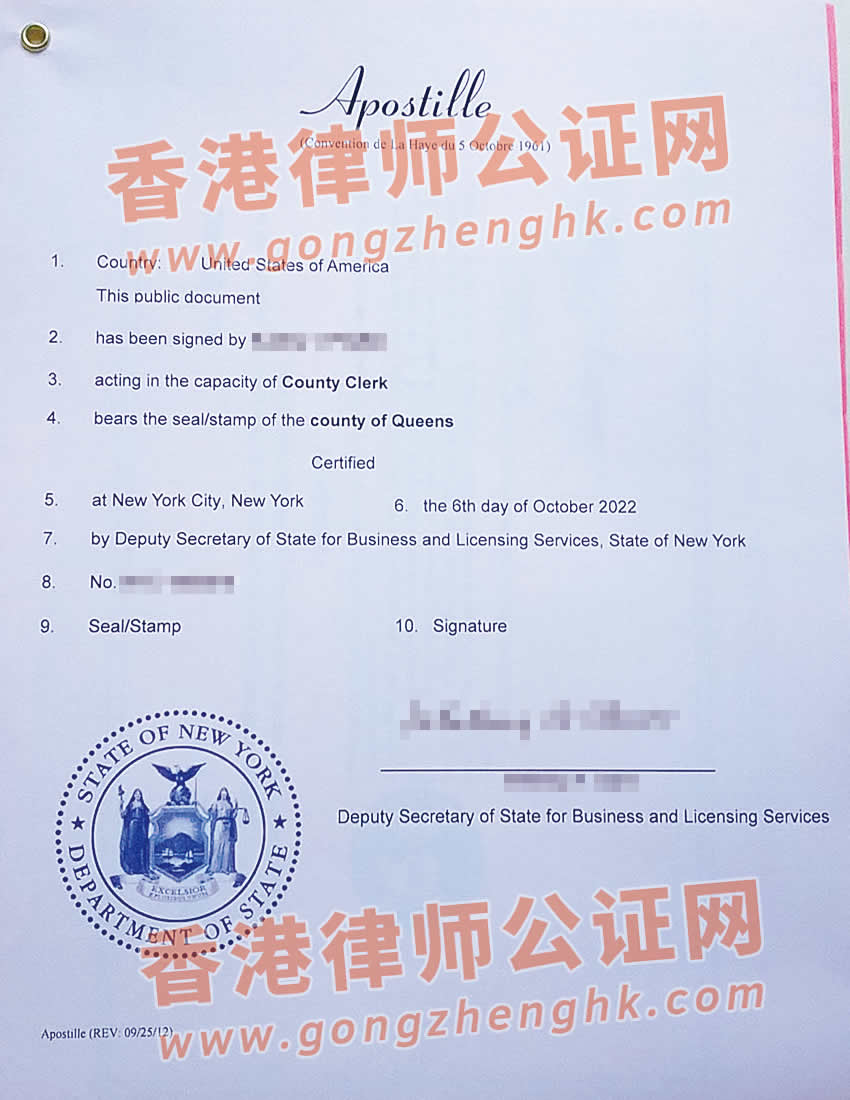 Apostille
(Convention de La Haye du 5 Octobre 1961)
香港律师公证网
www.gongzhenghk.com
1. Country: United States of America
This public document
2. has been signed by
3. acting in the capacity of County Clerk
4. bears the seal/stamp of the county of Queens
Certified
5. at New York City, New York 6. the 6th day of October 2022
7. by Deputy Secretary of State for Business and Licensing Services, State of New York
8. No.
9. Seal/Stamp 10. Signature
Deputy Secretary of State for Business and Licensing Services
STATE OF NEW YORK
EXCELSIOR
DEPARTMENT OF STATE
香港律师公证网
www.gongzhenghk.com
Apostille (REV: 09/25/12)